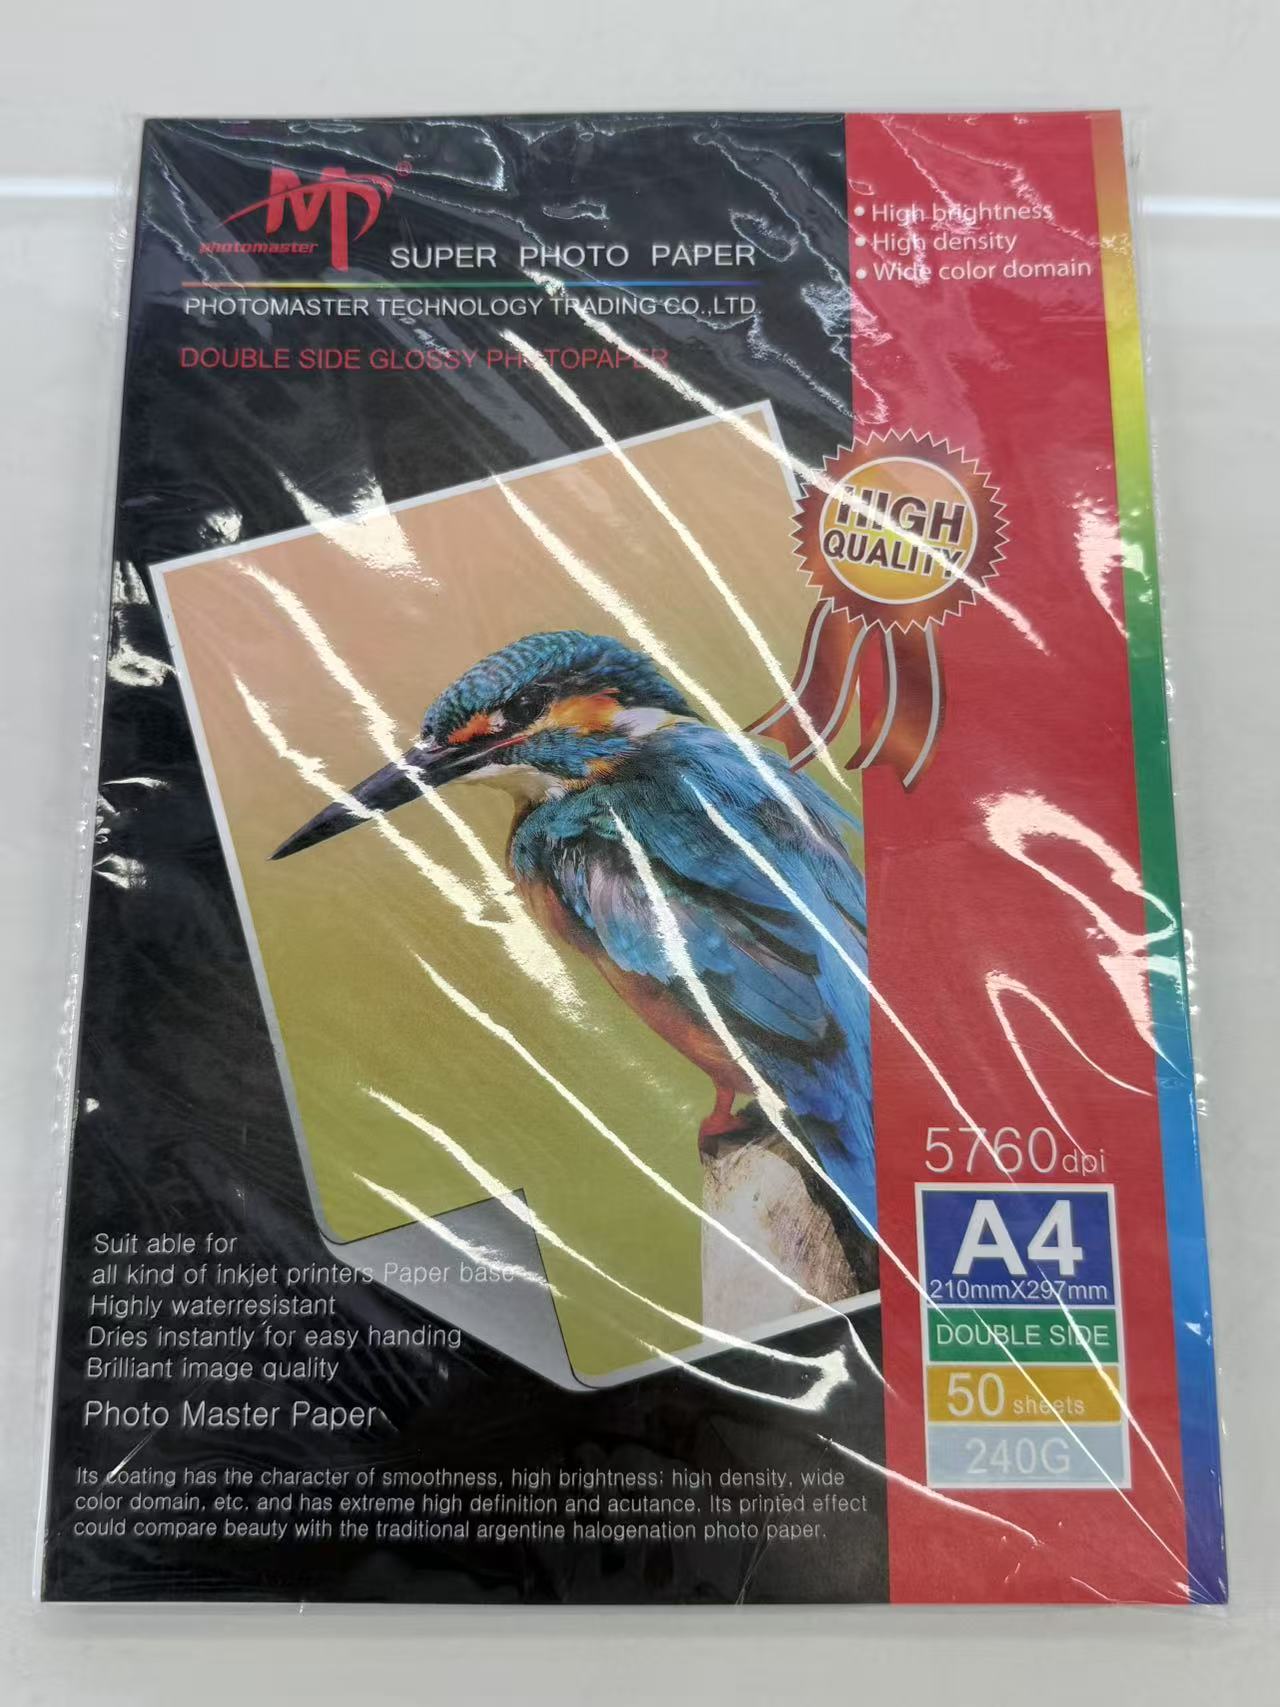 MP®
photomaster
SUPER PHOTO PAPER
PHOTOMASTER TECHNOLOGY TRADING CO.,LTD.
DOUBLE SIDE GLOSSY PHOTOPAPER
• High brightness
• High density
• Wide color domain
HIGH
QUALITY
5760dpi
A4
210mmX297mm
DOUBLE SIDE
50 sheets
240G
Suit able for
all kind of inkjet printers Paper base
Highly waterresistant
Dries instantly for easy handing
Brilliant image quality
Photo Master Paper
Its coating has the character of smoothness, high brightness; high density, wide
color domain, etc. and has extreme high definition and acutance. Its printed effect
could compare beauty with the traditional argentine halogenation photo paper.